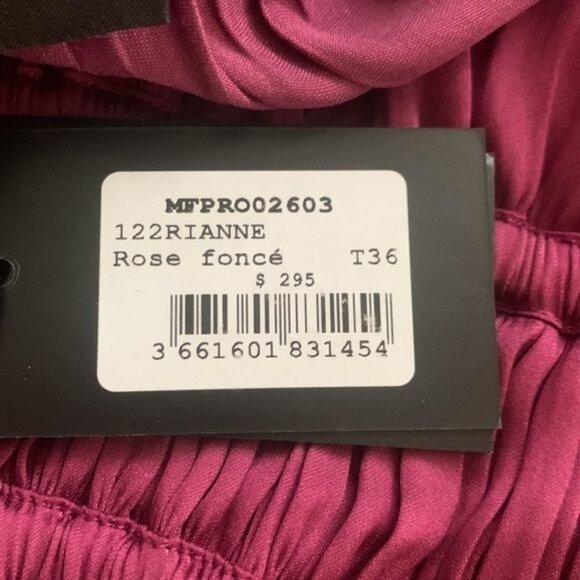 MFPRO02603
122RIANNE
Rose foncé T36
$ 295
3 661601 831454